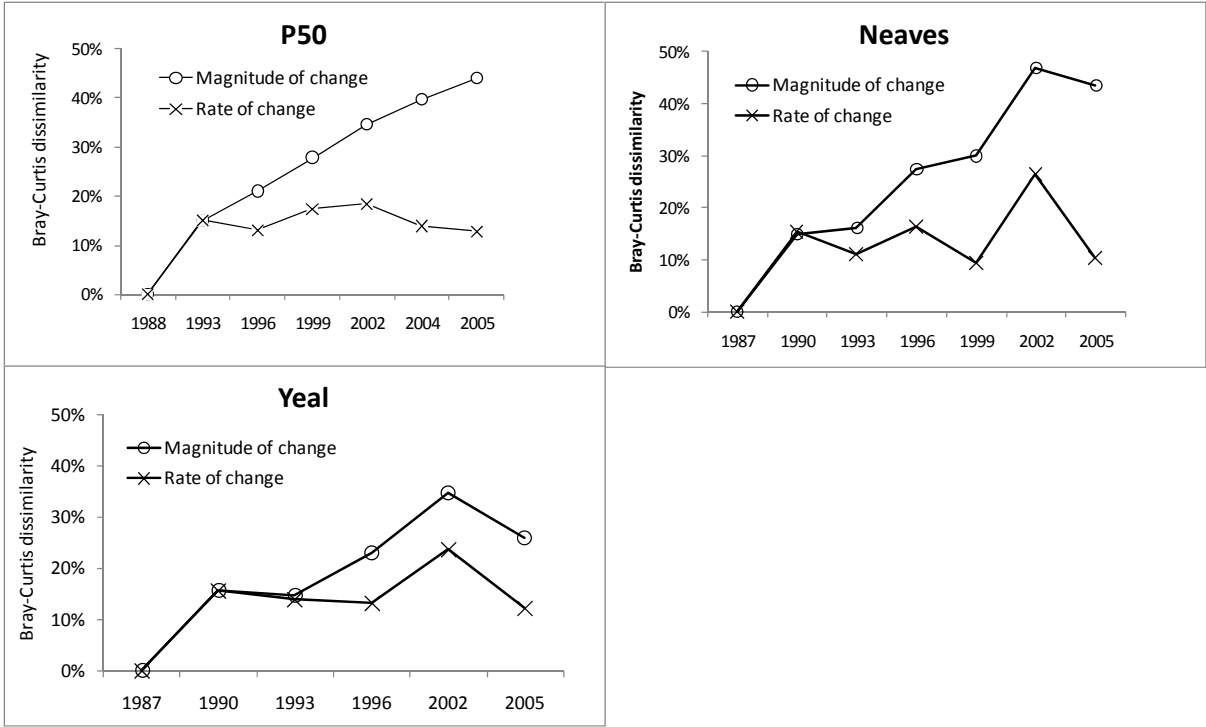 P50
50%
40%
30%
20%
10%
0%
Bray-Curtis dissimilarity
Magnitude of change
Rate of change
1988 1993 1996 1999 2002 2004 2005
Neaves
50%
40%
30%
20%
10%
0%
Bray-Curtis dissimilarity
Magnitude of change
Rate of change
1987 1990 1993 1996 1999 2002 2005
Yeal
50%
40%
30%
20%
10%
0%
Bray-Curtis dissimilarity
Magnitude of change
Rate of change
1987 1990 1993 1996 2002 2005